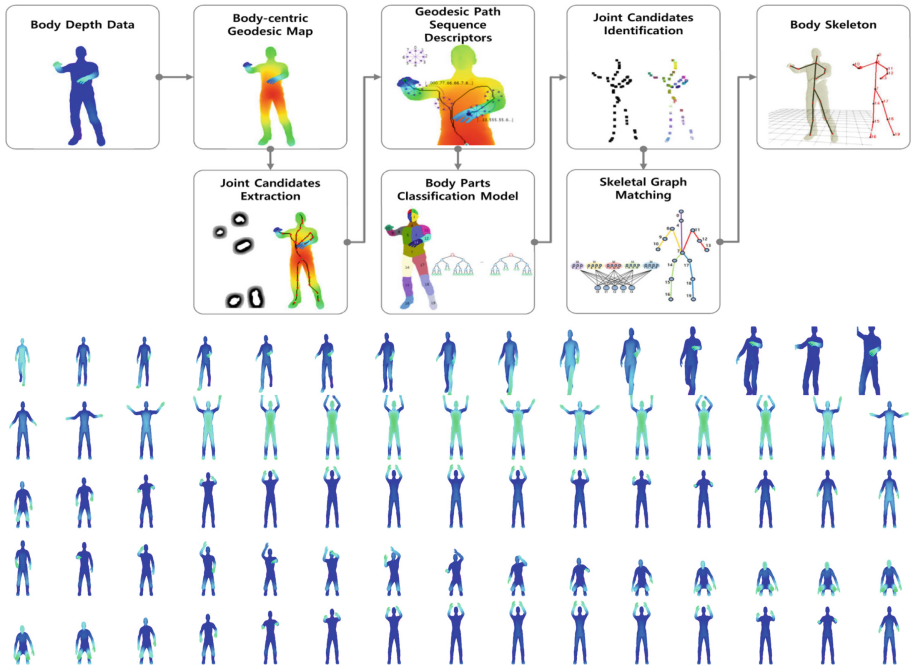 Body Depth Data
Body-centric
Geodesic Map
Geodesic Path
Sequence
Descriptors
Joint Candidates
Identification
Body Skeleton
Joint Candidates
Extraction
Body Parts
Classification Model
Skeletal Graph
Matching